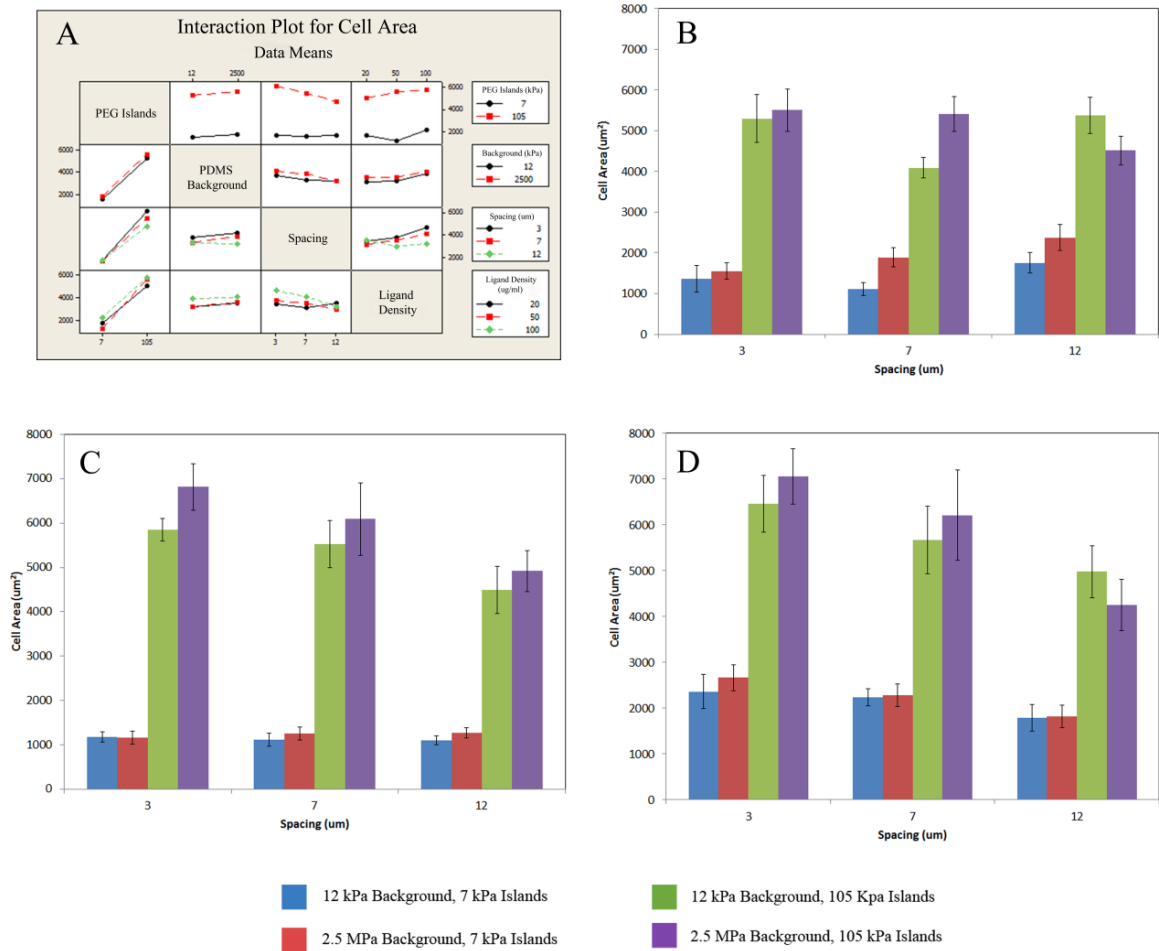 A
Interaction Plot for Cell Area
Data Means
12 2500 3 7 12 20 50 100
PEG Islands
6000
4000
2000
PEG Islands (kPa)
7
105
6000
4000
2000
PDMS
Background
Background (kPa)
12
2500
Spacing
6000
4000
2000
Spacing (um)
3
7
12
6000
4000
2000
Ligand
Density
Ligand Density
(ug/ml)
20
50
100
7 105 12 2500 3 7 12
B
8000
7000
6000
5000
4000
3000
2000
1000
0
Cell Area (um²)
3 7 12
Spacing (um)
C
8000
7000
6000
5000
4000
3000
2000
1000
0
Cell Area (um²)
3 7 12
Spacing (um)
D
8000
7000
6000
5000
4000
3000
2000
1000
0
Cell Area (um²)
3 7 12
Spacing (um)
12 kPa Background, 7 kPa Islands
2.5 MPa Background, 7 kPa Islands
12 kPa Background, 105 Kpa Islands
2.5 MPa Background, 105 kPa Islands